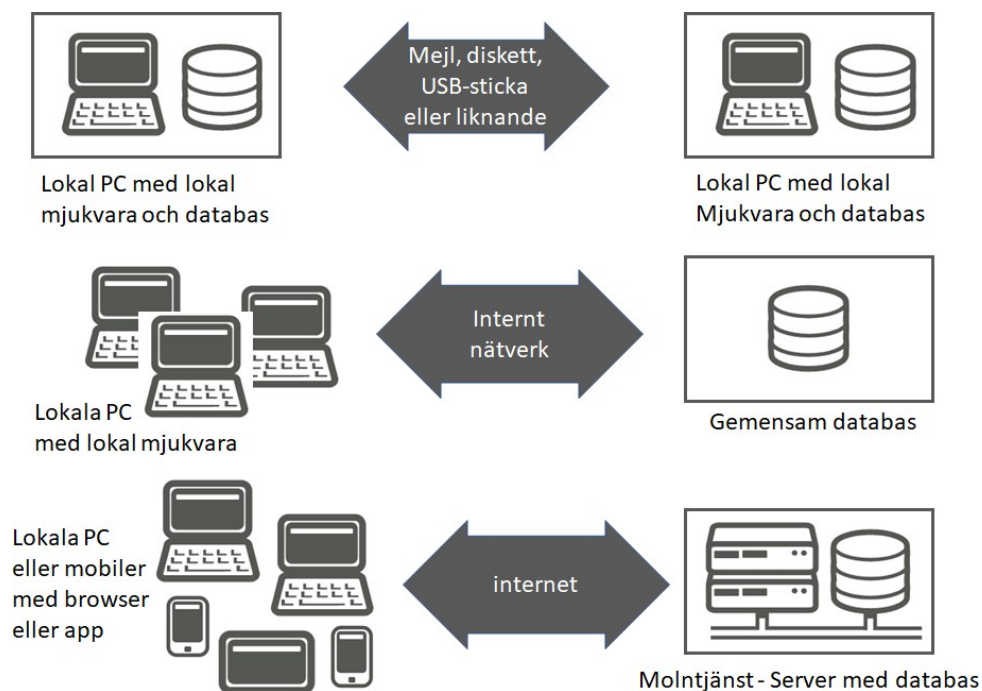 Mejl, diskett,
USB-sticka
eller liknande
Lokal PC med lokal
mjukvara och databas
Lokal PC med lokal
Mjukvara och databas
Internt
nätverk
Lokala PC
med lokal mjukvara
Gemensam databas
Lokala PC
eller mobiler
med browser
eller app
internet
Molntjänst - Server med databas